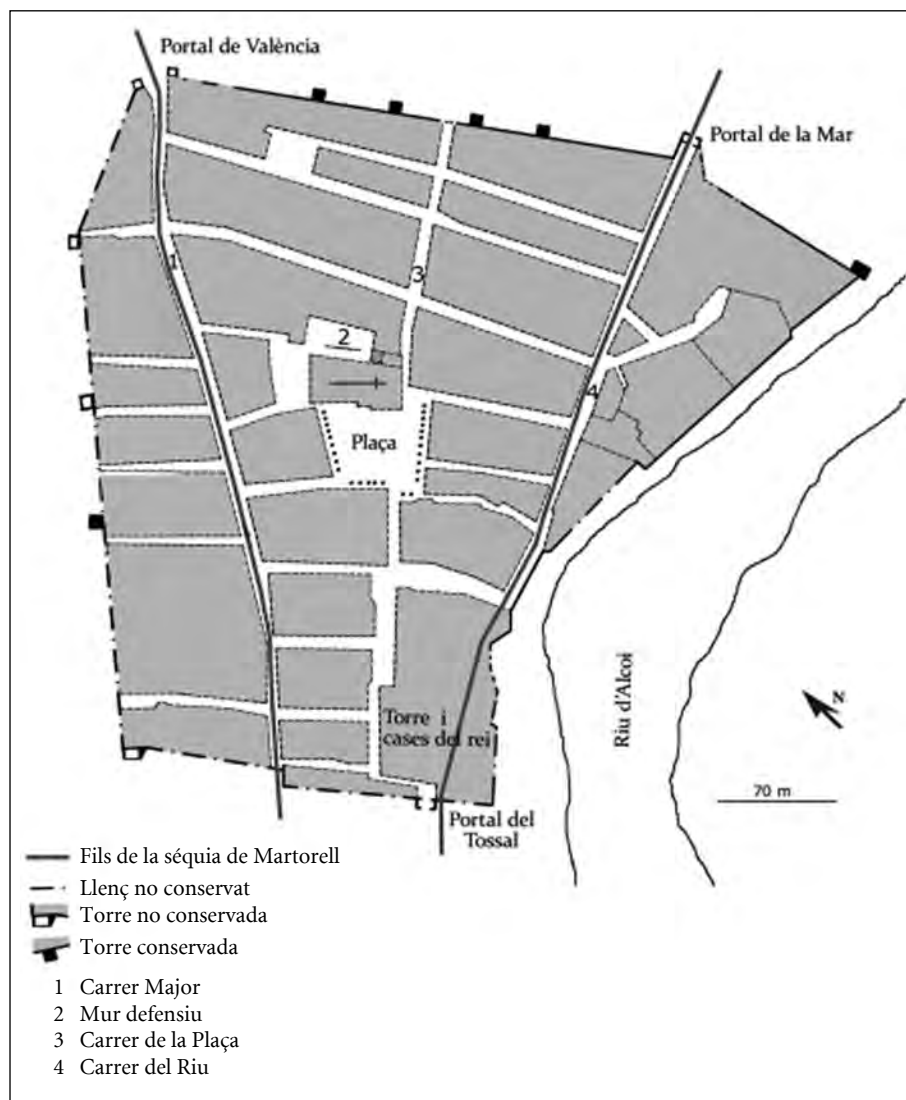 Portal de València
Portal de la Mar
1
3
2
4
Plaça
Riu d'Alcoi
N
Torre i
cases del rei
70 m
Portal del
Tossal
Fils de la séquia de Martorell
Llenç no conservat
Torre no conservada
Torre conservada
1 Carrer Major
2 Mur defensiu
3 Carrer de la Plaça
4 Carrer del Riu